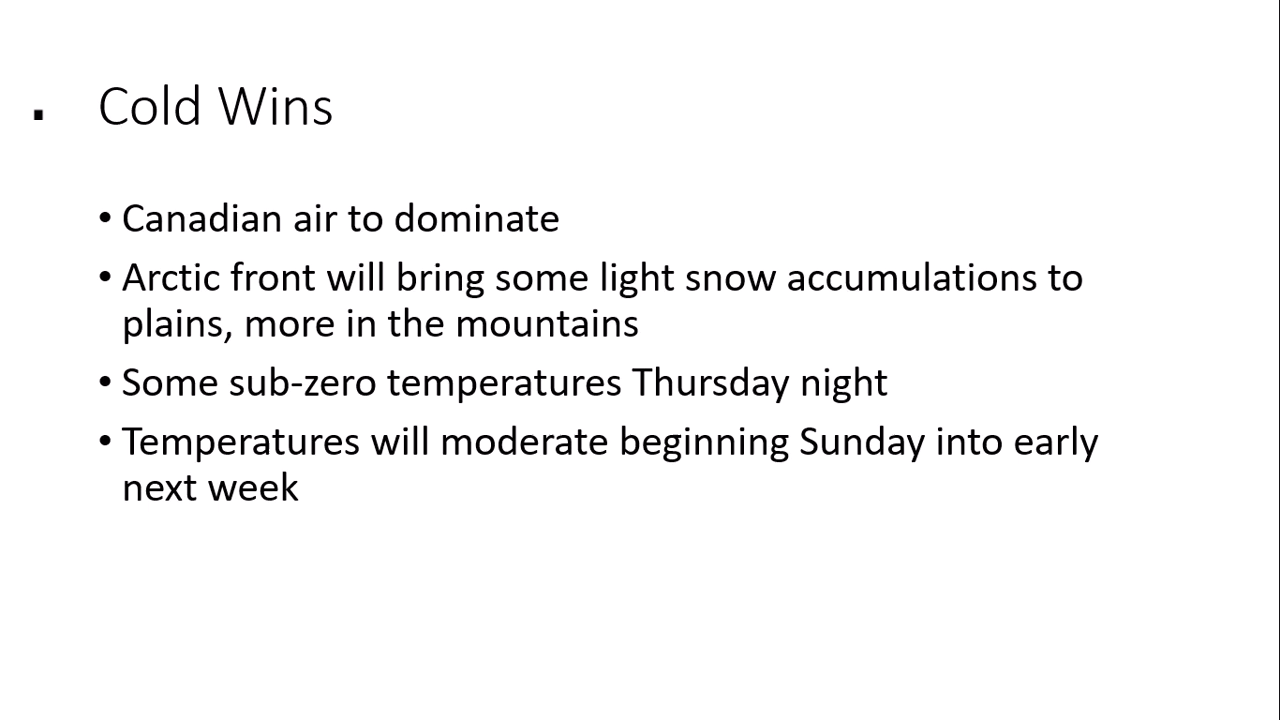 ▪ Cold Wins
• Canadian air to dominate
• Arctic front will bring some light snow accumulations to
plains, more in the mountains
• Some sub-zero temperatures Thursday night
• Temperatures will moderate beginning Sunday into early
next week